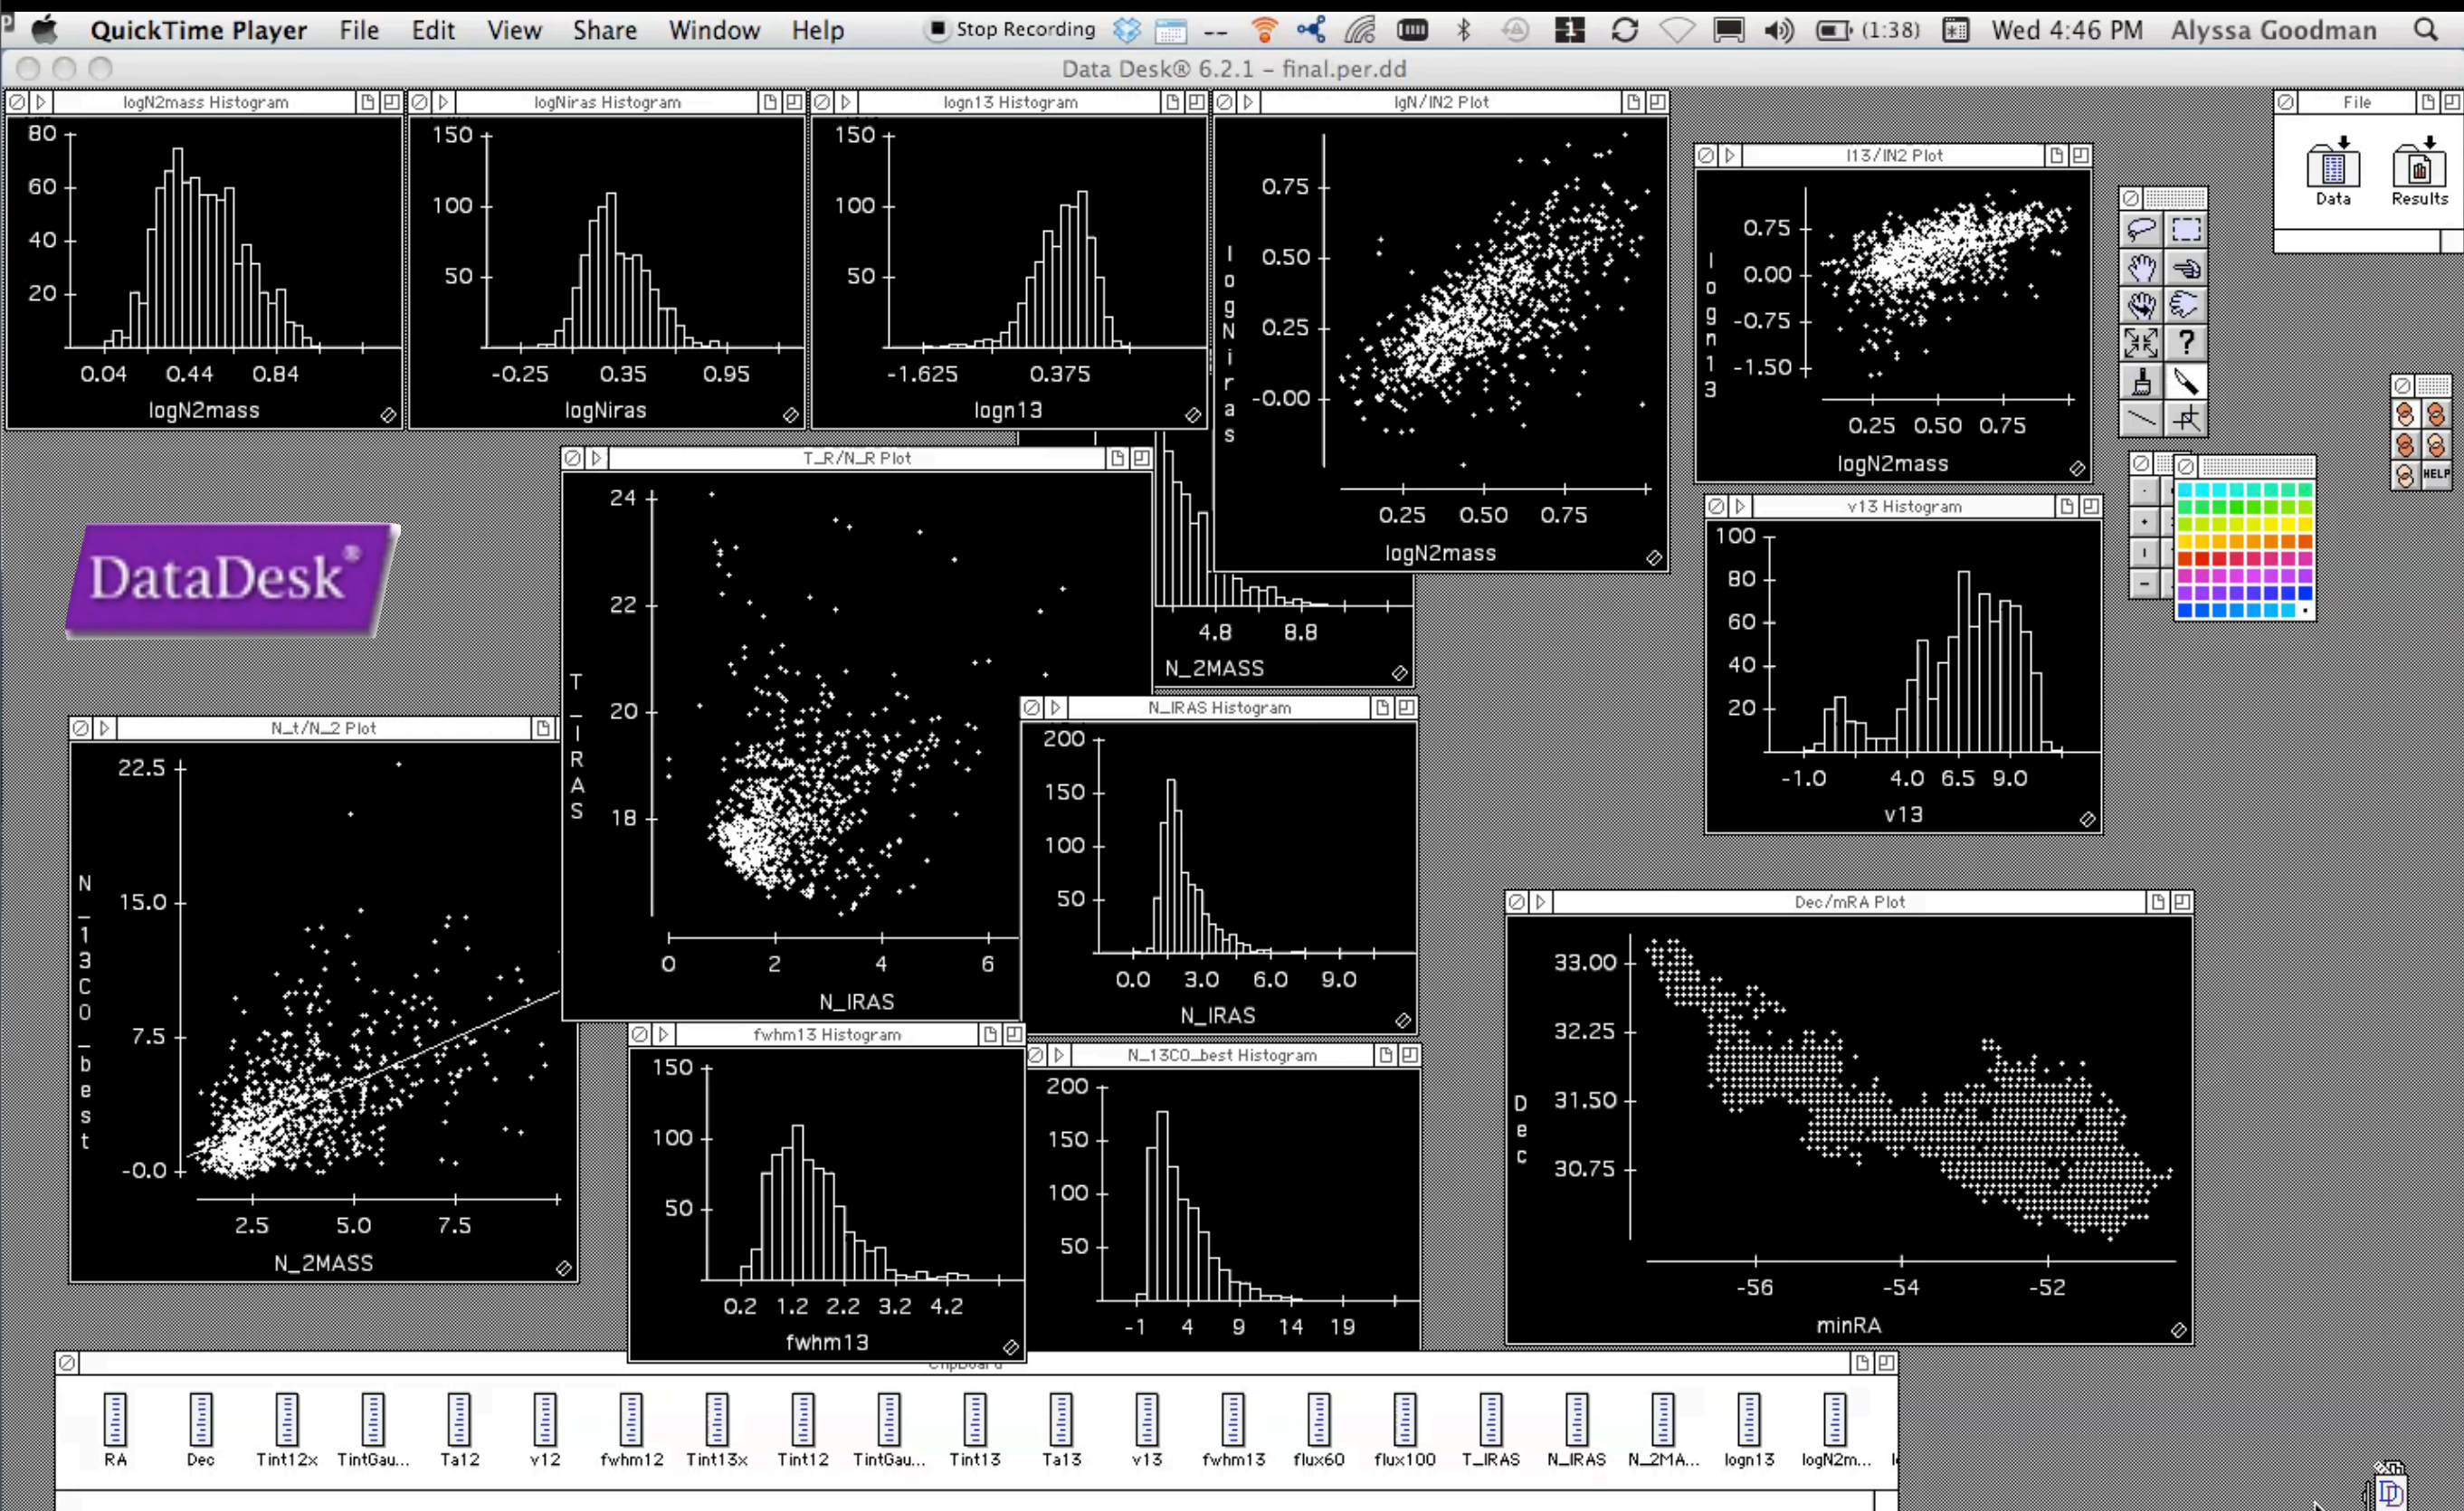 QuickTime Player File Edit View Share Window Help Stop Recording -- 1 (1:38) Wed 4:46 PM Alyssa Goodman
Data Desk® 6.2.1 – final.per.dd
logN2mass Histogram
80
60
40
20
0.04 0.44 0.84
logN2mass
logNiras Histogram
150
100
50
-0.25 0.35 0.95
logNiras
logn13 Histogram
150
100
50
-1.625 0.375
logn13
lgN/lN2 Plot
logNiras
0.75
0.50
0.25
-0.00
0.25 0.50 0.75
logN2mass
l13/lN2 Plot
logn13
0.75
0.00
-0.75
-1.50
0.25 0.50 0.75
logN2mass
File
Data Results
?
HELP
DataDesk®
T_R/N_R Plot
T_IRAS
24
22
20
18
0 2 4 6
N_IRAS
4.8 8.8
N_2MASS
v13 Histogram
100
80
60
40
20
-1.0 4.0 6.5 9.0
v13
N_t/N_2 Plot
N_13CO_best
22.5
15.0
7.5
-0.0
2.5 5.0 7.5
N_2MASS
N_IRAS Histogram
200
150
100
50
0.0 3.0 6.0 9.0
N_IRAS
fwhm13 Histogram
150
100
50
0.2 1.2 2.2 3.2 4.2
fwhm13
N_13CO_best Histogram
200
150
100
50
-1 4 9 14 19
Dec/mRA Plot
Dec
33.00
32.25
31.50
30.75
-56 -54 -52
minRA
Clipboard
RA Dec Tint12x TintGau... Ta12 v12 fwhm12 Tint13x Tint12 TintGau... Tint13 Ta13 v13 fwhm13 flux60 flux100 T_IRAS N_IRAS N_2MA... logn13 logN2m...
DD